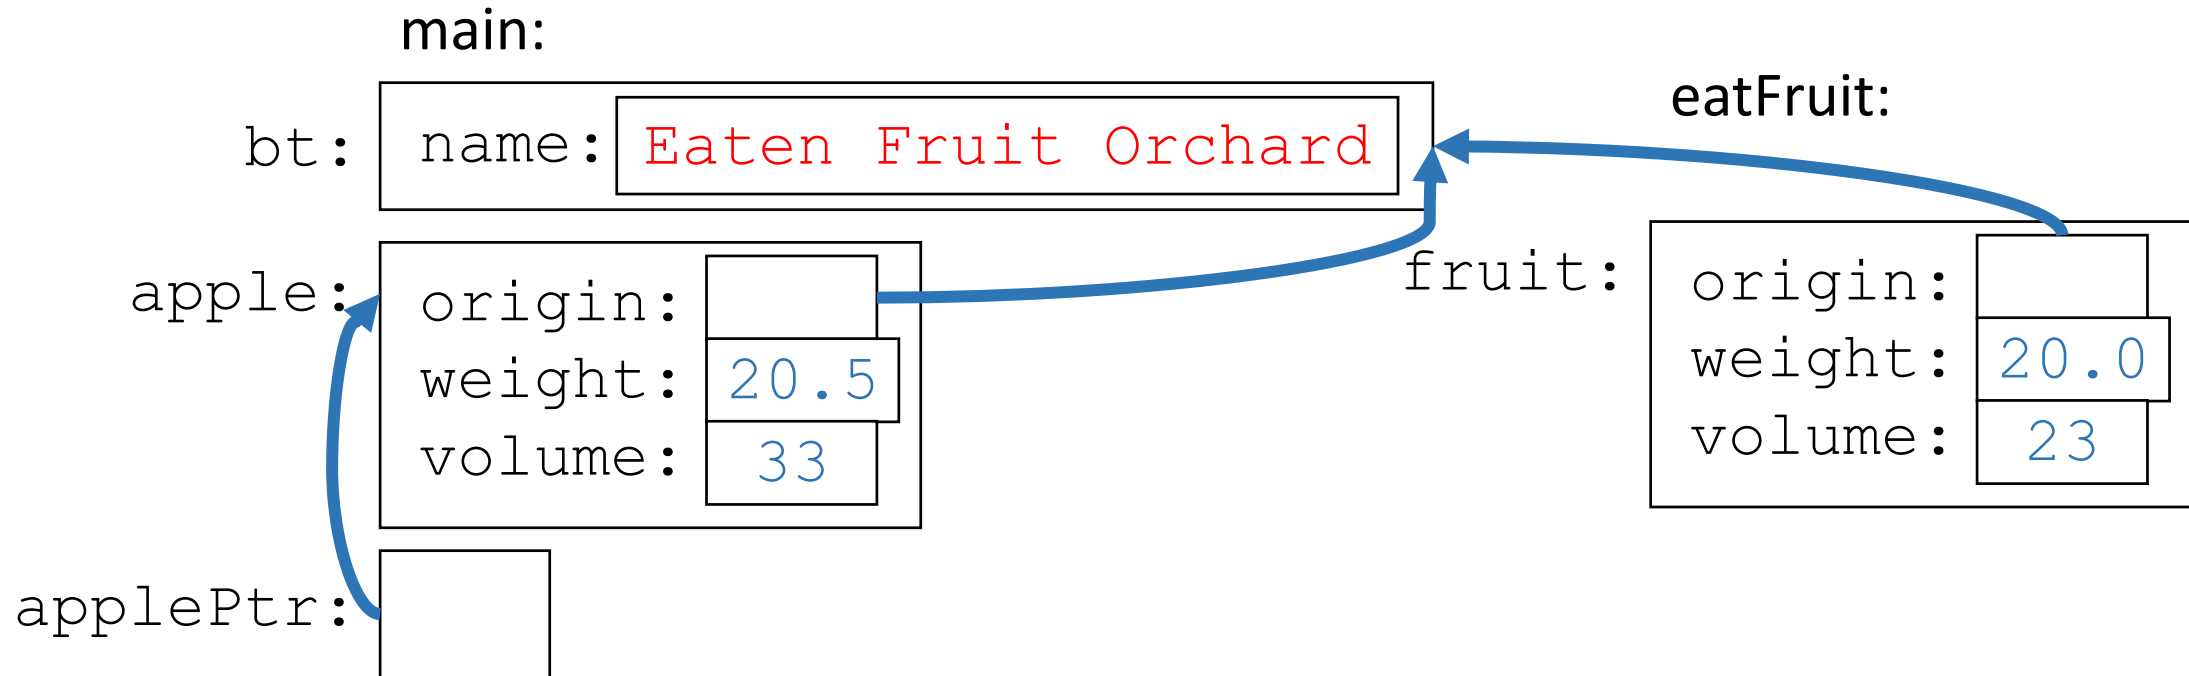 main:
bt: name: Eaten Fruit Orchard
apple:
origin:
weight: 20.5
volume: 33
applePtr:
eatFruit:
fruit:
origin:
weight: 20.0
volume: 23